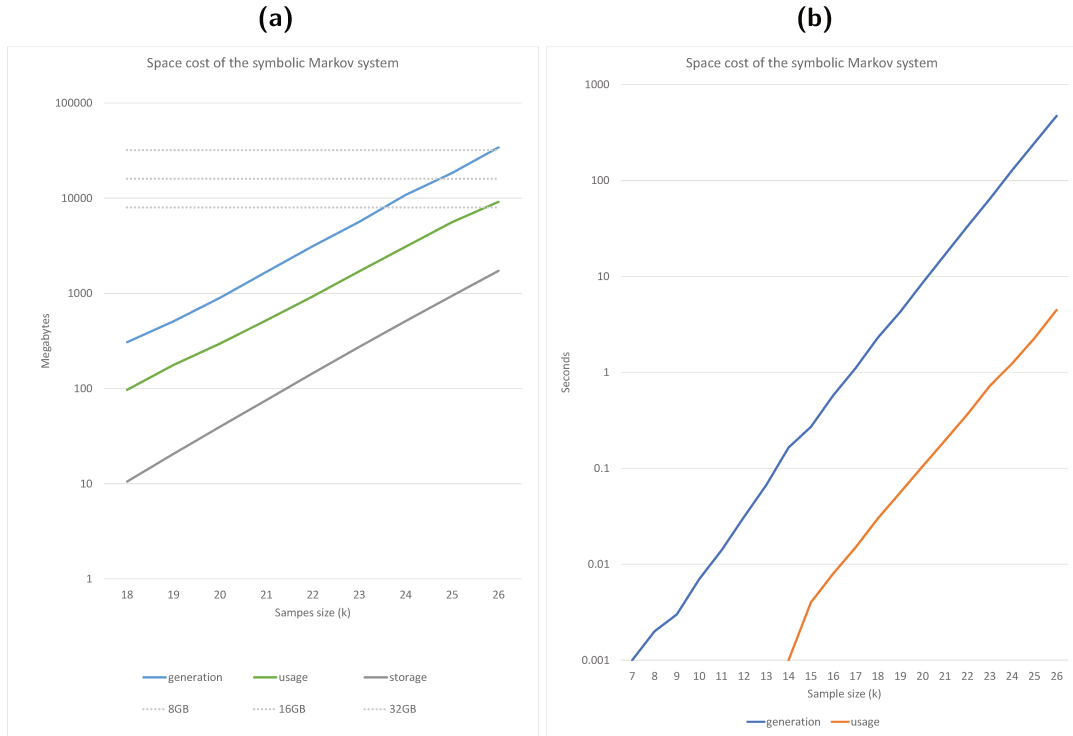 (a)
Space cost of the symbolic Markov system
100000
10000
1000
100
10
1
Megabytes
18 19 20 21 22 23 24 25 26
Sampes size (k)
generation usage storage
8GB 16GB 32GB
(b)
Space cost of the symbolic Markov system
1000
100
10
1
0.1
0.01
0.001
Seconds
7 8 9 10 11 12 13 14 15 16 17 18 19 20 21 22 23 24 25 26
Sample size (k)
generation usage